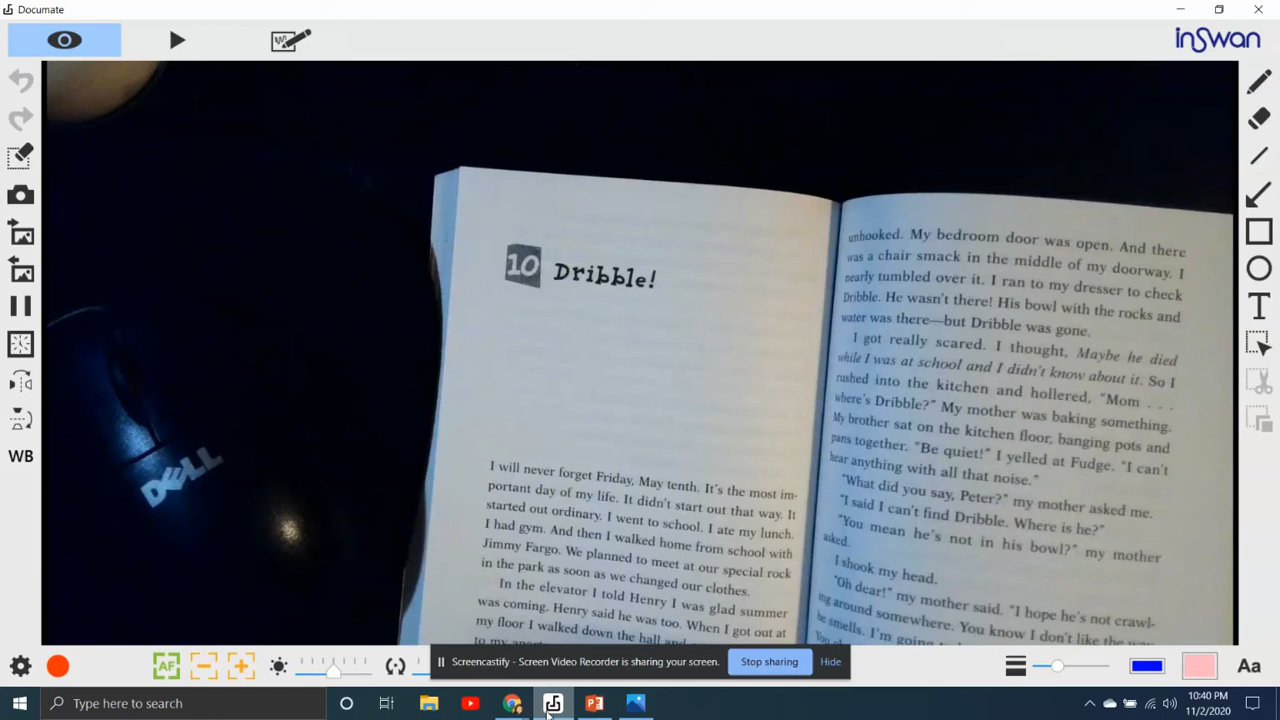 Documate
inSwan
10 Dribble!
I will never forget Friday, May tenth. It's the most im-
portant day of my life. It didn't start out that way. It
started out ordinary. I went to school. I ate my lunch.
I had gym. And then I walked home from school with
Jimmy Fargo. We planned to meet at our special rock
in the park as soon as we changed our clothes.
In the elevator I told Henry I was glad summer
was coming. Henry said he was too. When I got out at
my floor I walked down the hall and
to my
unhooked. My bedroom door was open. And there
was a chair smack in the middle of my doorway. I
nearly tumbled over it. I ran to my dresser to check
Dribble. He wasn't there! His bowl with the rocks and
water was there—but Dribble was gone.
I got really scared. I thought, Maybe he died
while I was at school and I didn't know about it. So I
rushed into the kitchen and hollered, "Mom . . .
where's Dribble?" My mother was baking something.
My brother sat on the kitchen floor, banging pots and
pans together. "Be quiet!" I yelled at Fudge. "I can't
hear anything with all that noise."
"What did you say, Peter?" my mother asked me.
"I said I can't find Dribble. Where is he?"
"You mean he's not in his bowl?" my mother
asked.
I shook my head.
"Oh dear!" my mother said. "I hope he's not crawl-
ing around somewhere. You know I don't like the way
he smells. I'm going
DELL
WB
T
AF
Screencastify - Screen Video Recorder is sharing your screen.
Stop sharing
Hide
Aa
Type here to search
10:40 PM
11/2/2020